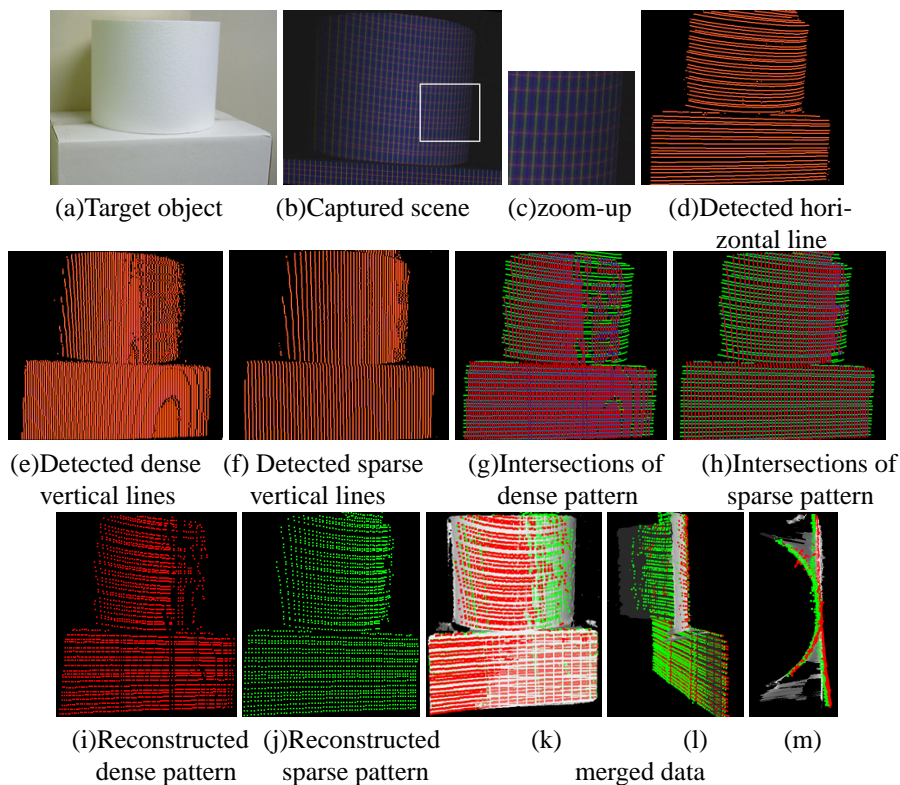 (a)Target object
(b)Captured scene
(c)zoom-up
(d)Detected hori-
zontal line
(e)Detected dense
vertical lines
(f) Detected sparse
vertical lines
(g)Intersections of
dense pattern
(h)Intersections of
sparse pattern
(i)Reconstructed
dense pattern
(j)Reconstructed
sparse pattern
(k)
(l)
(m)
merged data